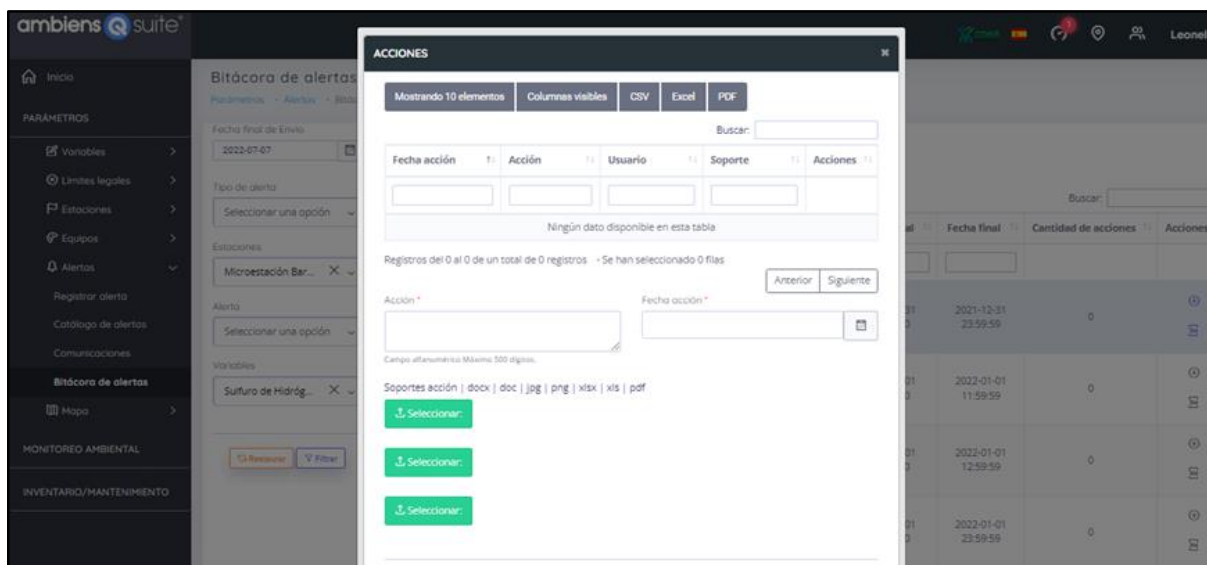 ambiens Q suite®
Leonel
Inicio
PARÁMETROS
Variables
Límites legales
Estaciones
Equipos
Alertas
Registrar alerta
Catálogo de alertas
Comunicaciones
Bitácora de alertas
Mapa
MONITOREO AMBIENTAL
INVENTARIO/MANTENIMIENTO
Bitácora de alertas
Parámetros - Alertas -
Fecha final de Envío
2022-07-07
Tipo de alerta
Seleccionar una opción
Estaciones
Microestación Bar...
Alerta
Seleccionar una opción
Variables
Sulfuro de Hidróg...
Restaurar Filtrar
ACCIONES
Mostrando 10 elementos Columnas visibles CSV Excel PDF
Buscar:
Fecha acción Acción Usuario Soporte Acciones
Ningún dato disponible en esta tabla
Registros del 0 al 0 de un total de 0 registros - Se han seleccionado 0 filas
Anterior Siguiente
Acción * Fecha acción *
Campo alfanumérico Máximo 500 dígitos.
Soportes acción | docx | doc | jpg | png | xlsx | xls | pdf
Seleccionar:
Seleccionar:
Seleccionar:
Buscar:
Fecha final Cantidad de acciones Acciones
2021-12-31
23:59:59
0
2022-01-01
11:59:59
0
2022-01-01
12:59:59
0
2022-01-01
23:59:59
0